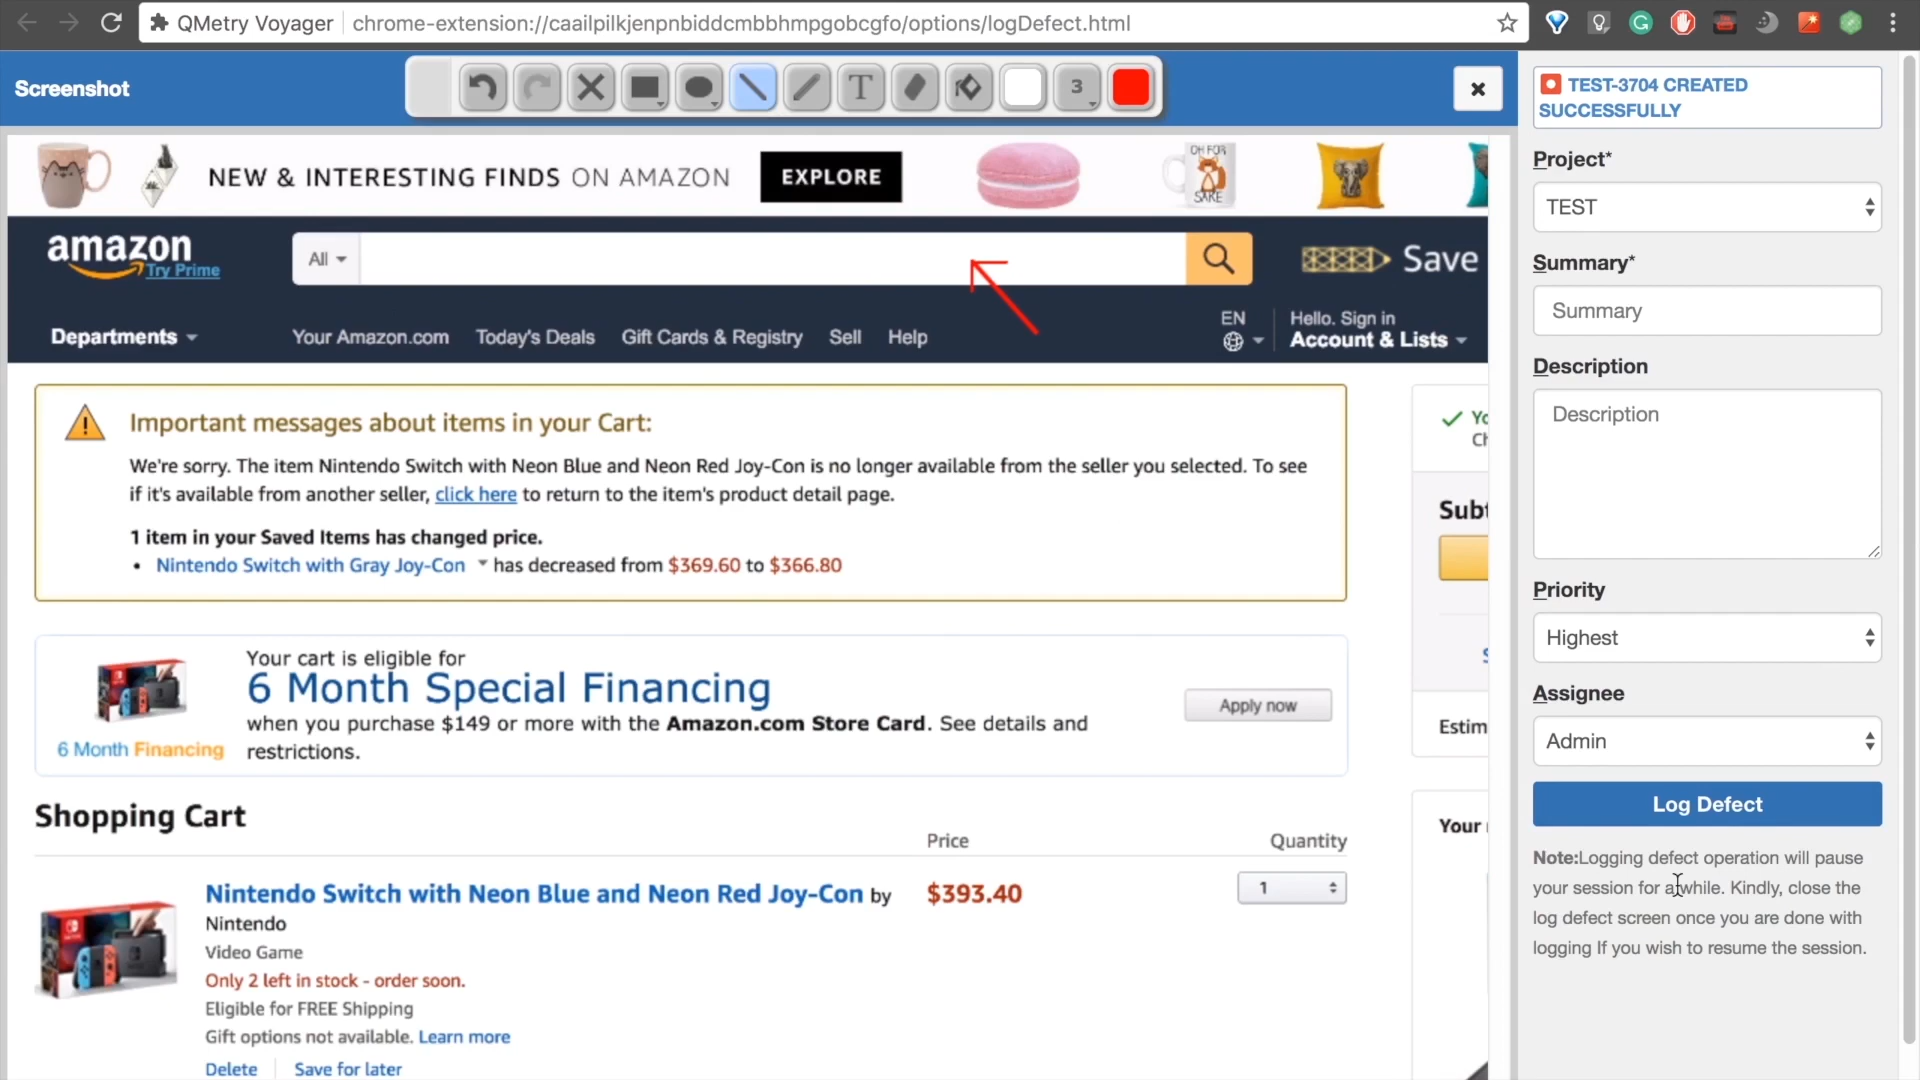 QMetry Voyager
chrome-extension://caailpilkjenpnbiddcmbbhmpgobcgfo/options/logDefect.html
Screenshot
T
3
NEW & INTERESTING FINDS ON AMAZON
EXPLORE
OH FOR
SAKE
amazon
Try Prime
All
Save
Departments
Your Amazon.com
Today's Deals
Gift Cards & Registry
Sell
Help
EN
Hello. Sign in
Account & Lists
Important messages about items in your Cart:
We're sorry. The item Nintendo Switch with Neon Blue and Neon Red Joy-Con is no longer available from the seller you selected. To see
if it's available from another seller, click here to return to the item's product detail page.
1 item in your Saved Items has changed price.
• Nintendo Switch with Gray Joy-Con has decreased from $369.60 to $366.80
Your cart is eligible for
6 Month Special Financing
when you purchase $149 or more with the Amazon.com Store Card. See details and
restrictions.
6 Month Financing
Apply now
Shopping Cart
Price
Quantity
Nintendo Switch with Neon Blue and Neon Red Joy-Con by
Nintendo
$393.40
1
Video Game
Only 2 left in stock - order soon.
Eligible for FREE Shipping
Gift options not available. Learn more
Delete
Save for later
Estim
Your
TEST-3704 CREATED
SUCCESSFULLY
Project*
TEST
Summary*
Summary
Description
Description
Priority
Highest
Assignee
Admin
Log Defect
Note:Logging defect operation will pause
your session for awhile. Kindly, close the
log defect screen once you are done with
logging If you wish to resume the session.